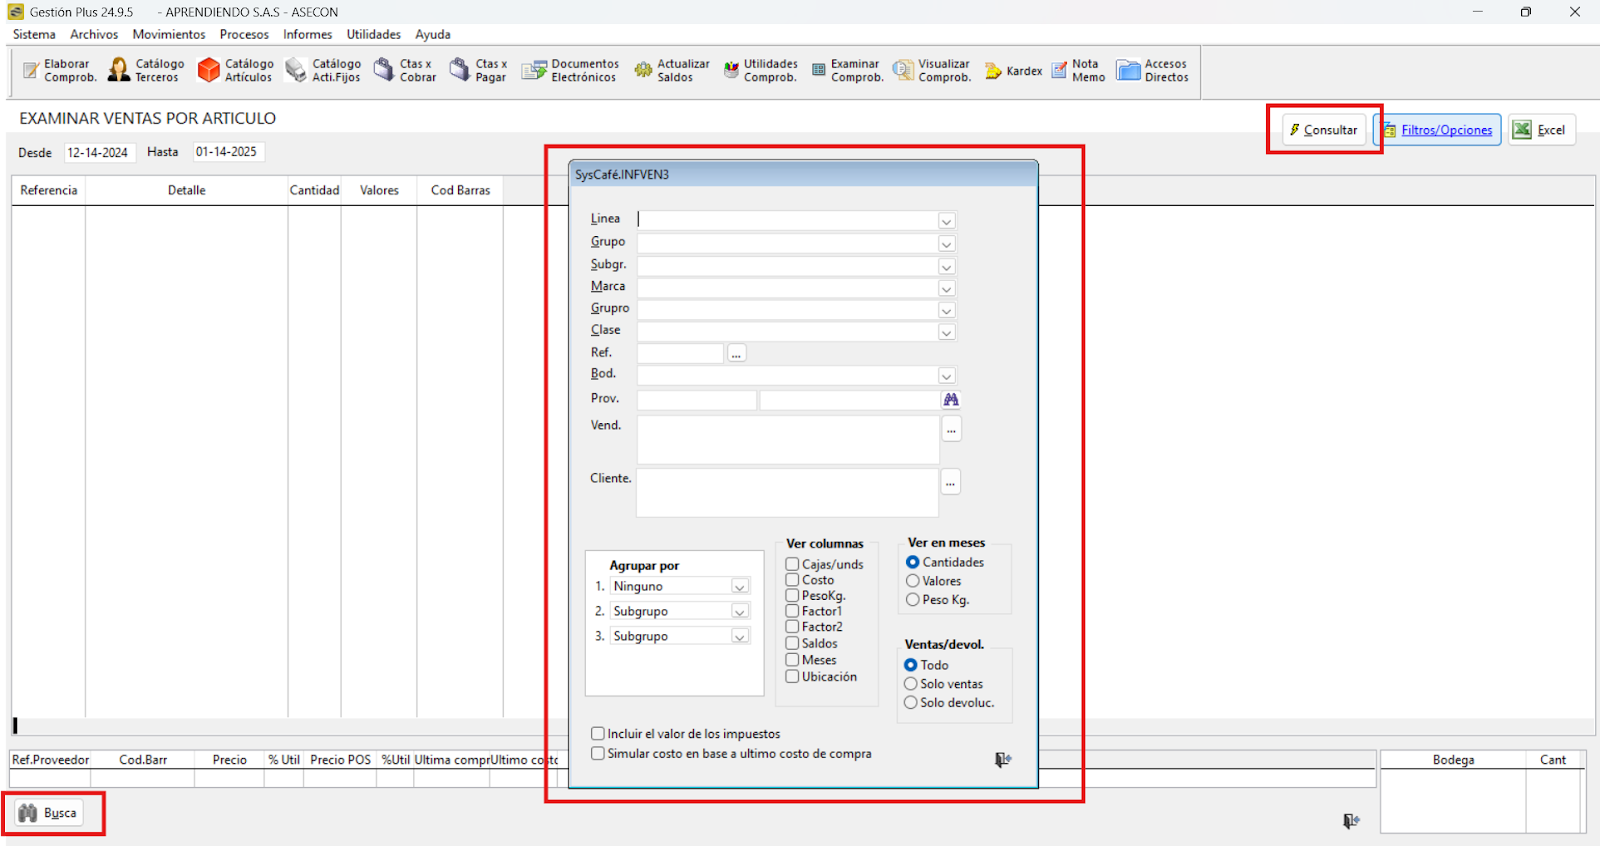 Gestión Plus 24.9.5 - APRENDIENDO S.A.S - ASECON
Sistema Archivos Movimientos Procesos Informes Utilidades Ayuda
Elaborar Comprob. Catálogo Terceros Catálogo Artículos Catálogo Acti.Fijos Ctas x Cobrar Ctas x Pagar Documentos Electrónicos Actualizar Saldos Utilidades Comprob. Examinar Comprob. Visualizar Comprob. Kardex Nota Memo Accesos Directos
EXAMINAR VENTAS POR ARTICULO
Consultar Filtros/Opciones Excel
Desde 12-14-2024 Hasta 01-14-2025
Referencia Detalle Cantidad Valores Cod Barras
SysCafé.INFVEN3
Linea
Grupo
Subgr.
Marca
Grupro
Clase
Ref. ...
Bod.
Prov.
Vend. ...
Cliente. ...
Agrupar por
1. Ninguno
2. Subgrupo
3. Subgrupo
Ver columnas
Cajas/unds
Costo
PesoKg.
Factor1
Factor2
Saldos
Meses
Ubicación
Ver en meses
Cantidades
Valores
Peso Kg.
Ventas/devol.
Todo
Solo ventas
Solo devoluc.
Incluir el valor de los impuestos
Simular costo en base a ultimo costo de compra
Ref.Proveedor Cod.Barr Precio % Util Precio POS %Util Ultima compr Ultimo costo
Bodega Cant
Busca